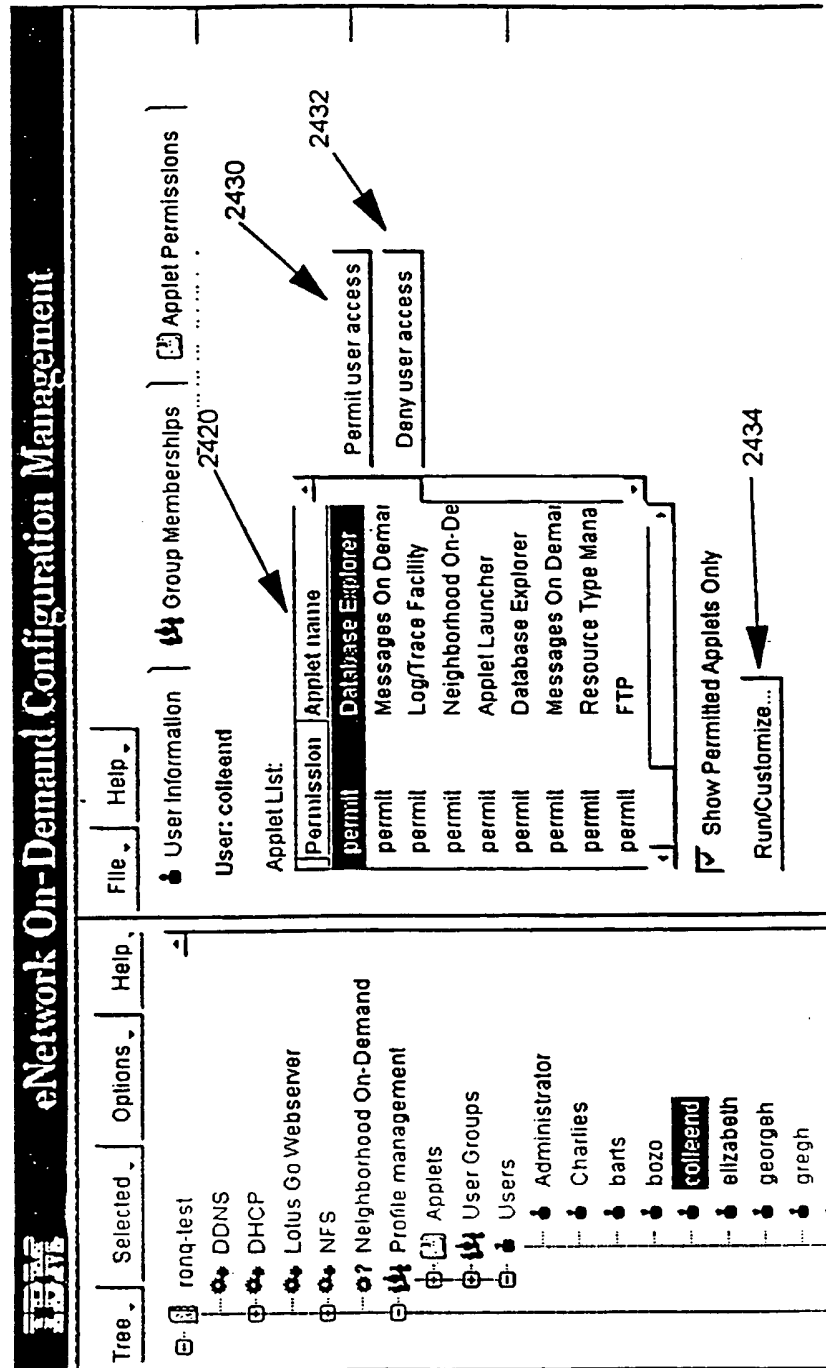 IBM eNetwork On-Demand Configuration Management
Tree Selected Options Help
ronq-test
DDNS
DHCP
Lotus Go Webserver
NFS
Neighborhood On-Demand
Profile management
Applets
User Groups
Users
Administrator
Charlies
barts
bozo
colleend
elizabeth
georgeh
gregh
File Help
User Information Group Memberships Applet Permissions
User: colleend
Applet List:
Permission Applet name
permit Database Explorer
permit Messages On Demar
permit Log/Trace Facility
permit Neighborhood On-De
permit Applet Launcher
permit Database Explorer
permit Messages On Demar
permit Resource Type Mana
permit FTP
Permit user access
Deny user access
Show Permitted Applets Only
Run/Customize...
2420
2430
2432
2434